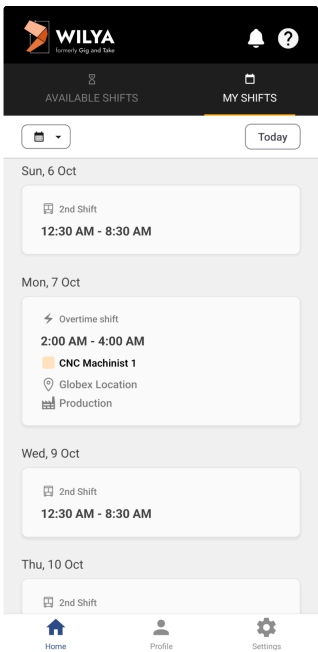 WILYA
formerly Gig and Take
AVAILABLE SHIFTS
MY SHIFTS
Today
Sun, 6 Oct
2nd Shift
12:30 AM - 8:30 AM
Mon, 7 Oct
Overtime shift
2:00 AM - 4:00 AM
CNC Machinist 1
Globex Location
Production
Wed, 9 Oct
2nd Shift
12:30 AM - 8:30 AM
Thu, 10 Oct
2nd Shift
Home
Profile
Settings